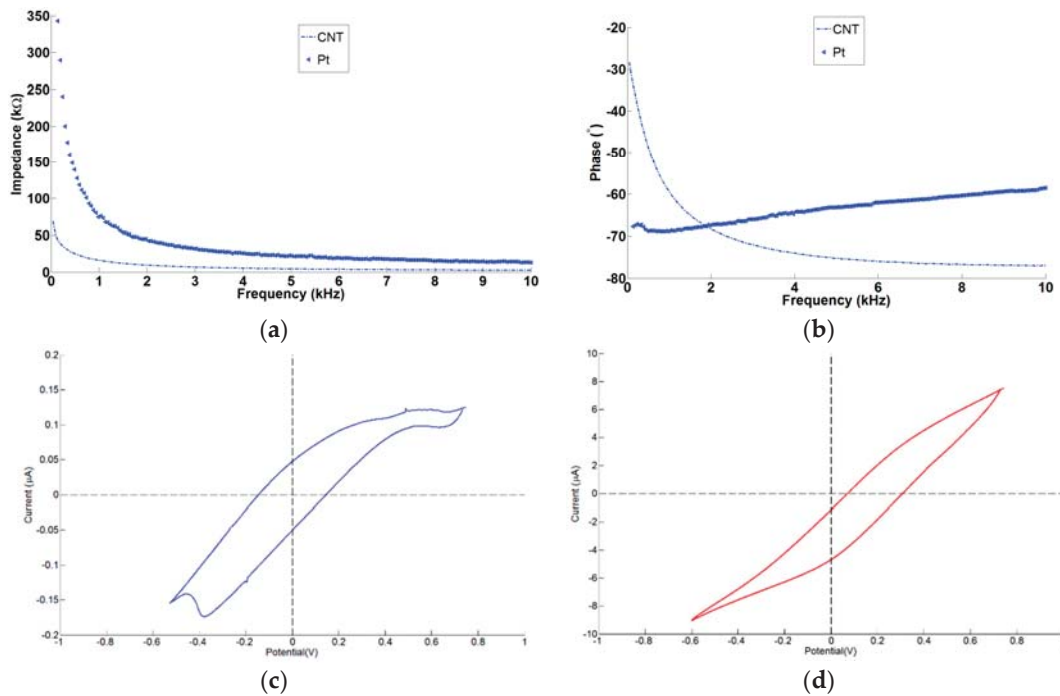 350
300
250
200
150
100
50
0
Impedance (kΩ)
0 1 2 3 4 5 6 7 8 9 10
Frequency (kHz)
CNT
Pt
(a)
-20
-30
-40
-50
-60
-70
-80
Phase (°)
0 2 4 6 8 10
Frequency (kHz)
CNT
Pt
(b)
0.2
0.15
0.1
0.05
0
-0.05
-0.1
-0.15
-0.2
Current (μA)
-1 -0.8 -0.6 -0.4 -0.2 0 0.2 0.4 0.6 0.8 1
Potential(V)
(c)
10
8
6
4
2
0
-2
-4
-6
-8
-10
Current (μA)
-1 -0.8 -0.6 -0.4 -0.2 0 0.2 0.4 0.6 0.8
Potential(V)
(d)